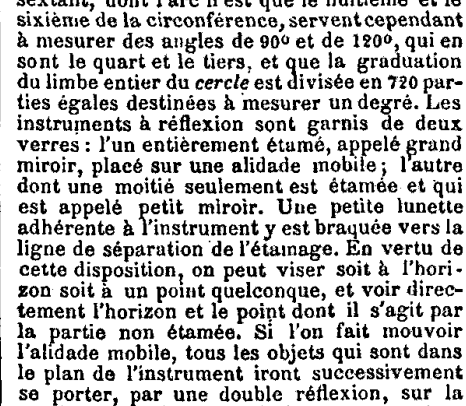 sextant, dont l'arc n'est que le huitième et le
sixième de la circonférence, servent cependant
à mesurer des angles de 90° et de 120°, qui en
sont le quart et le tiers, et que la graduation
du limbe entier du cercle est divisée en 720 par-
ties égales destinées à mesurer un degré. Les
instruments à réflexion sont garnis de deux
verres : l'un entièrement étamé, appelé grand
miroir, placé sur une alidade mobile ; l'autre
dont une moitié seulement est étamée et qui
est appelé petit miroir. Une petite lunette
adhérente à l'instrument y est braquée vers la
ligne de séparation de l'étamage. En vertu de
cette disposition, on peut viser soit à l'hori-
zon soit à un point quelconque, et voir direc-
tement l'horizon et le point dont il s'agit par
la partie non étamée. Si l'on fait mouvoir
l'alidade mobile, tous les objets qui sont dans
le plan de l'instrument iront successivement
se porter, par une double réflexion, sur la